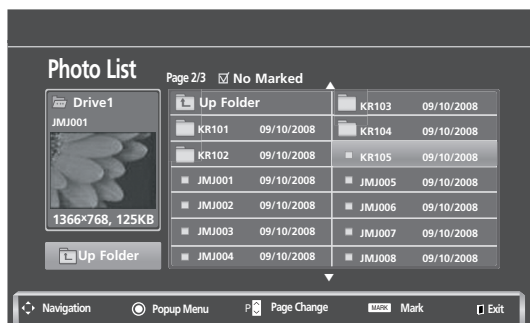 Photo List
Page 2/3 No Marked
Drive1
JMJ001
1366×768, 125KB
Up Folder
Up Folder
KR101 09/10/2008
KR102 09/10/2008
JMJ001 09/10/2008
JMJ002 09/10/2008
JMJ003 09/10/2008
JMJ004 09/10/2008
KR103 09/10/2008
KR104 09/10/2008
KR105 09/10/2008
JMJ005 09/10/2008
JMJ006 09/10/2008
JMJ007 09/10/2008
JMJ008 09/10/2008
Navigation Popup Menu P Page Change MARK Mark Exit